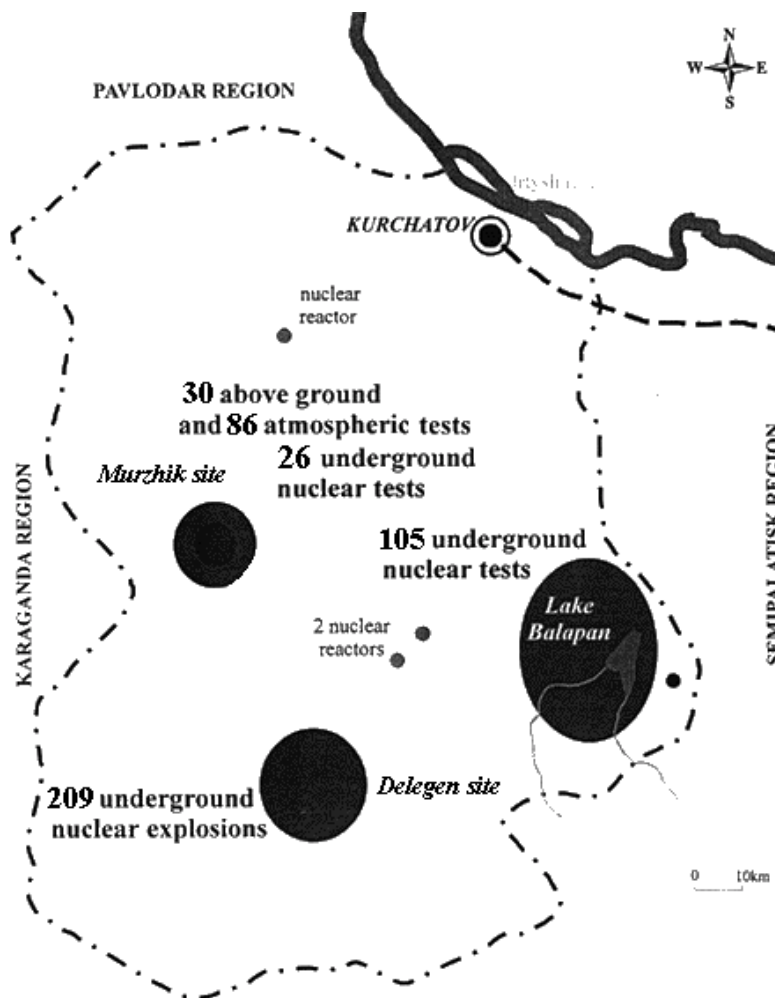 N
W E
S
PAVLODAR REGION
Irtysh
KURCHATOV
nuclear
reactor
30 above ground
and 86 atmospheric tests
26 underground
nuclear tests
Murzhik site
105 underground
nuclear tests
KARAGANDA REGION
SEMIPALATISK REGION
Lake
Balapan
2 nuclear
reactors
Delegen site
209 underground
nuclear explosions
0 10km